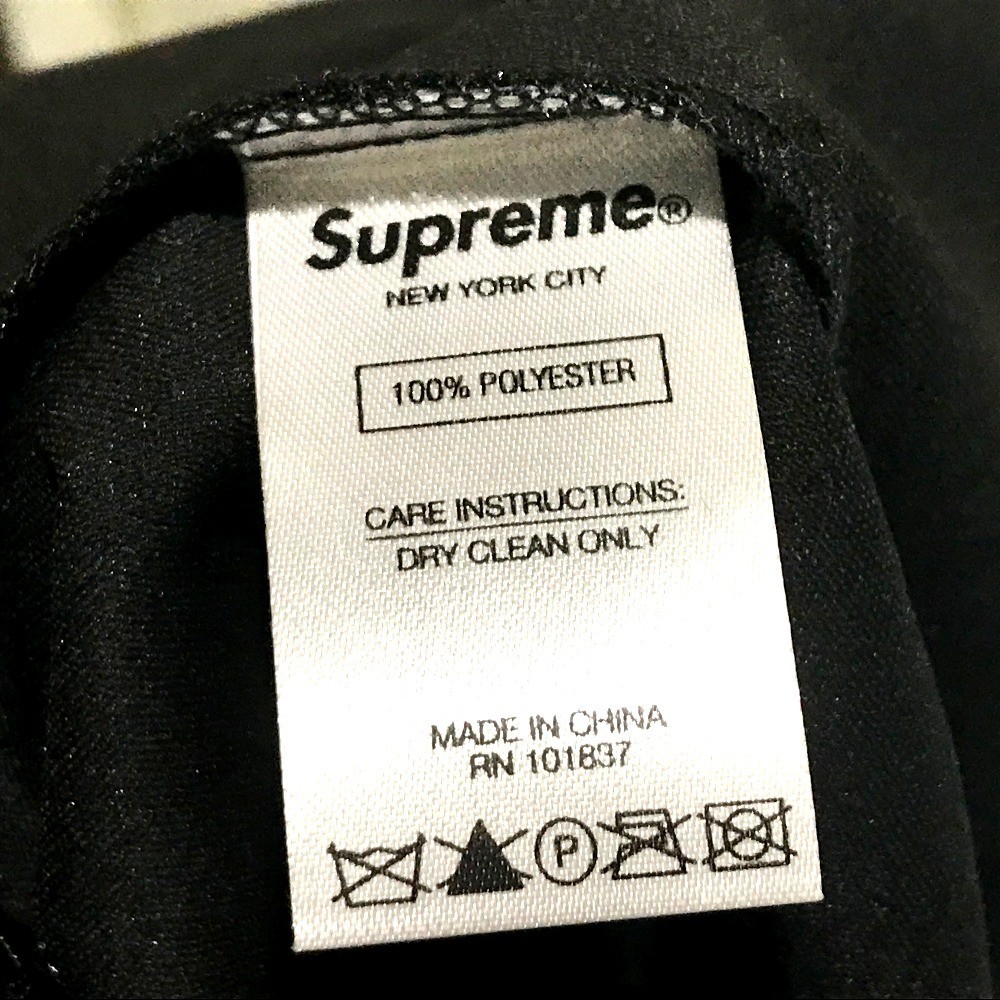 Supreme®
NEW YORK CITY
100% POLYESTER
CARE INSTRUCTIONS:
DRY CLEAN ONLY
MADE IN CHINA
RN 101837
P